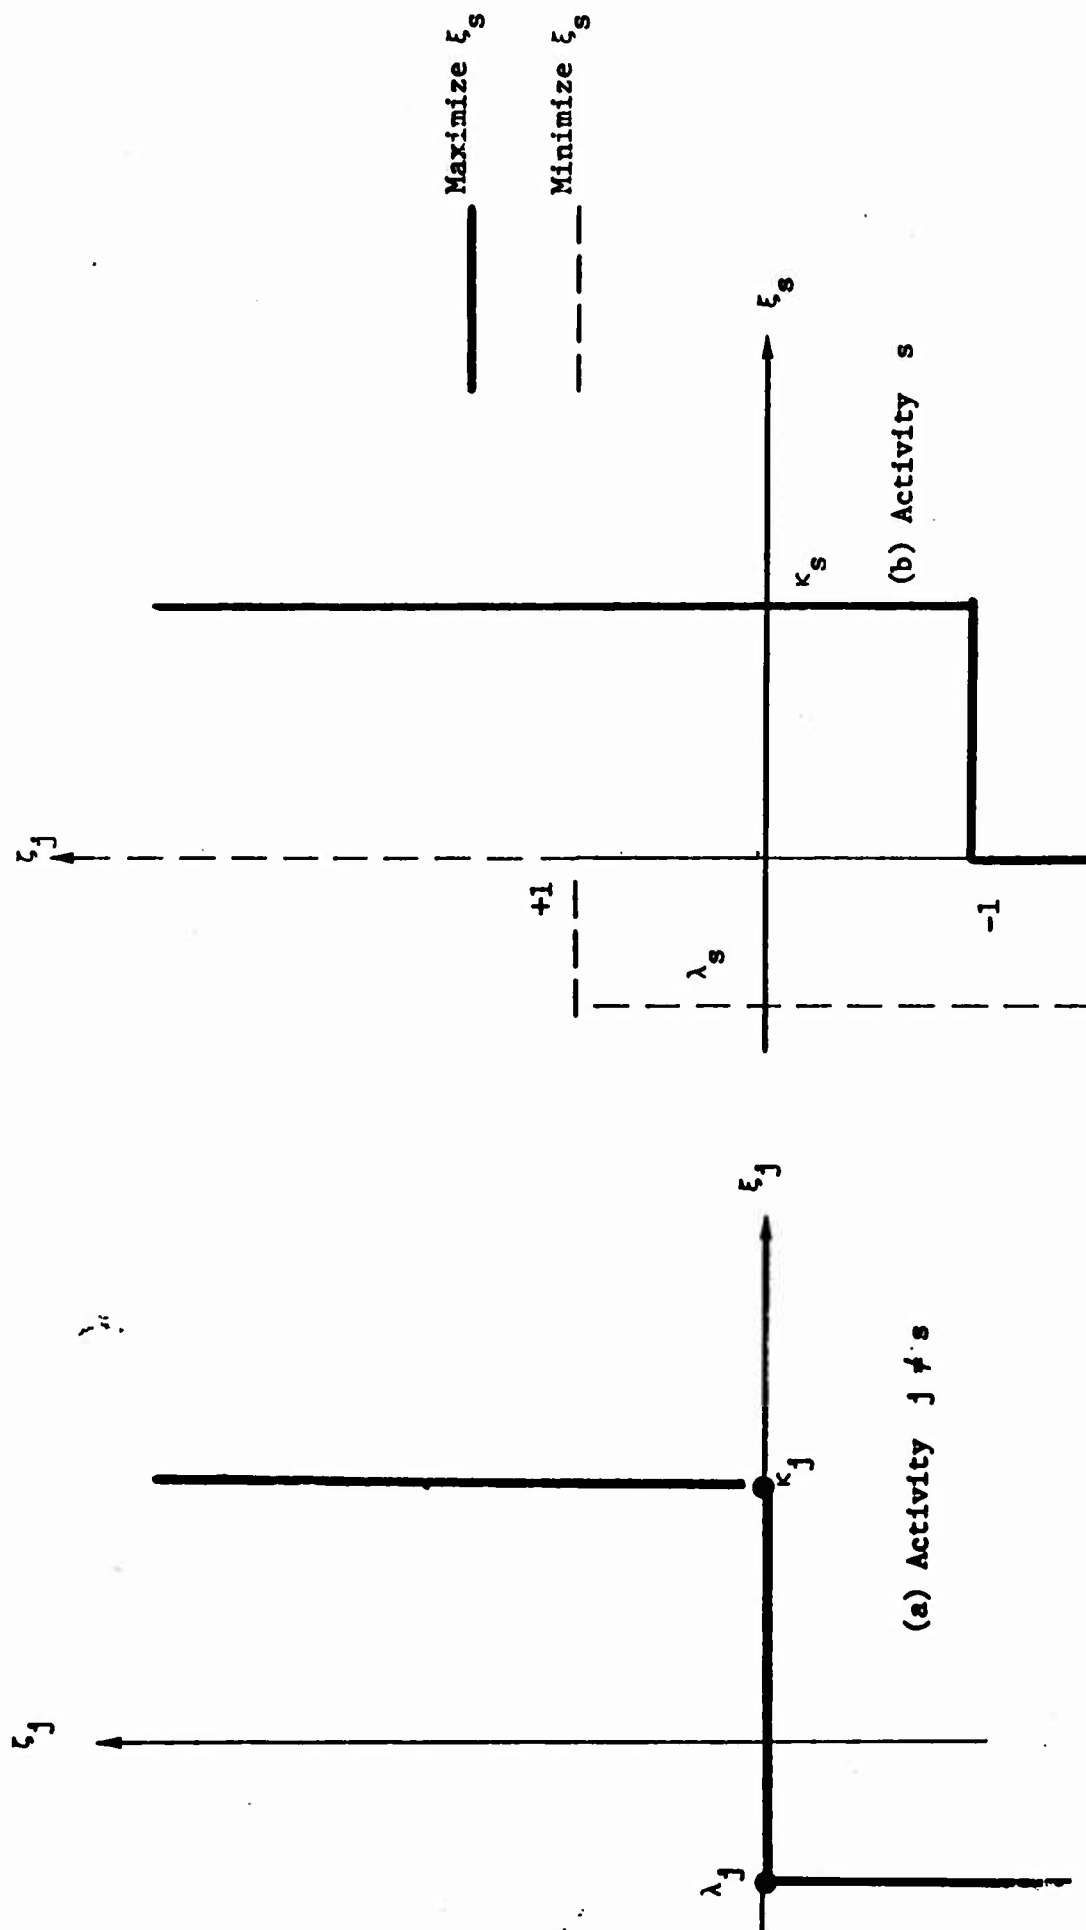 ζj
λj
κj
ξj
(a) Activity j ≠ s
ζj
+1
λs
-1
κs
ξs
(b) Activity s
Maximize ξs
Minimize ξs